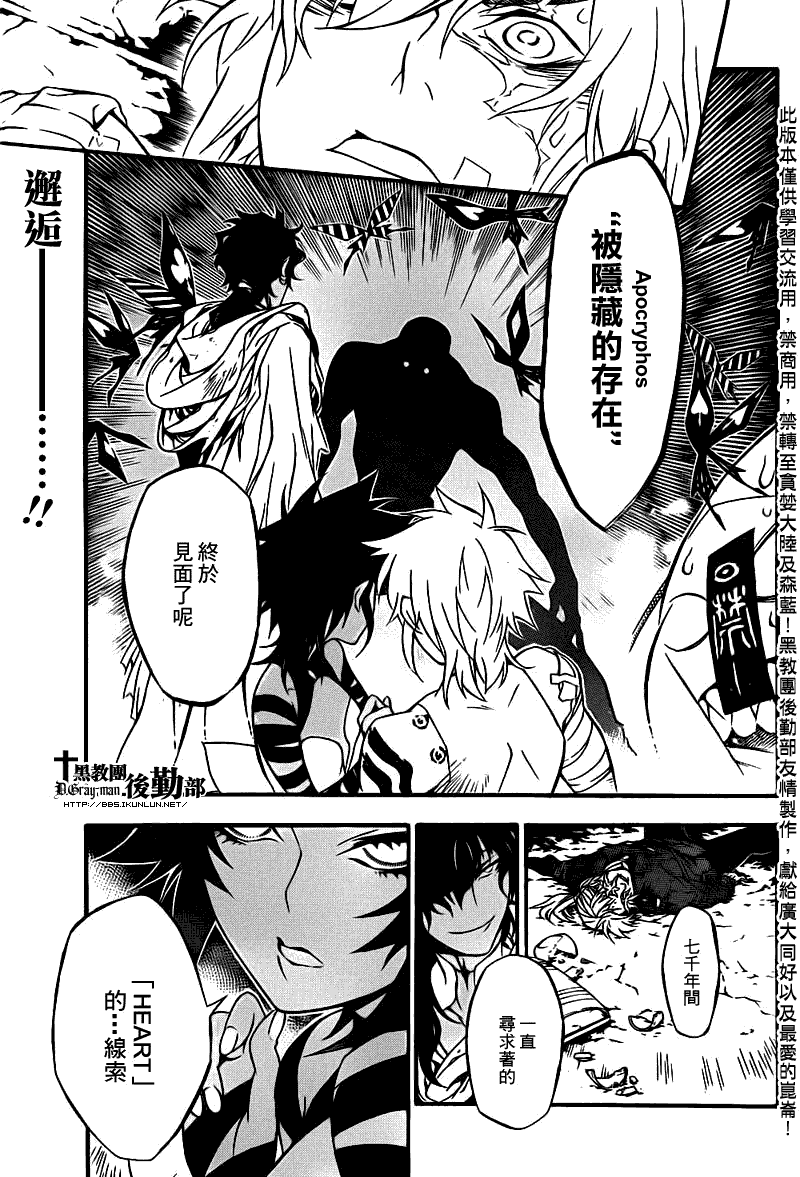 “被隱藏的存在”
Apocryphos
終於
見面了呢
邂逅——……!!
七千年間
一直
尋求著的
「HEART」
的…線索
禁
黑教團
D.Gray-man
後勤部
HTTP://BBS.IKUNLUN.NET/
此版本僅供學習交流用，禁商用，禁轉至貪婪大陸及森藍！黑教團後勤部友情製作，獻給廣大同好以及最愛的崑崙！